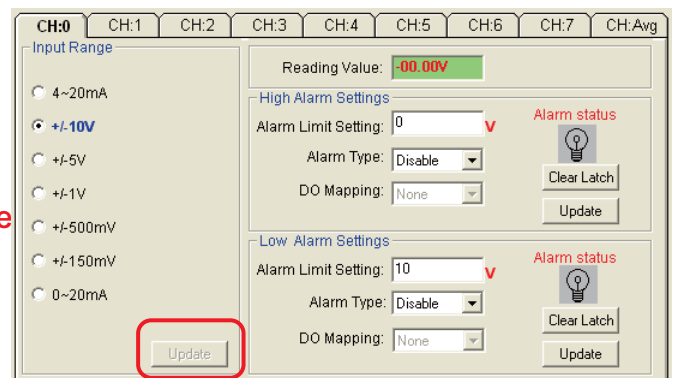 CH:0 CH:1 CH:2 CH:3 CH:4 CH:5 CH:6 CH:7 CH:Avg
Input Range
4~20mA
+/-10V
+/-5V
+/-1V
+/-500mV
+/-150mV
0~20mA
Update
e
Reading Value: -00.00V
High Alarm Settings
Alarm Limit Setting: 0 V
Alarm Type: Disable
DO Mapping: None
Alarm status
Clear Latch
Update
Low Alarm Settings
Alarm Limit Setting: 10 V
Alarm Type: Disable
DO Mapping: None
Alarm status
Clear Latch
Update